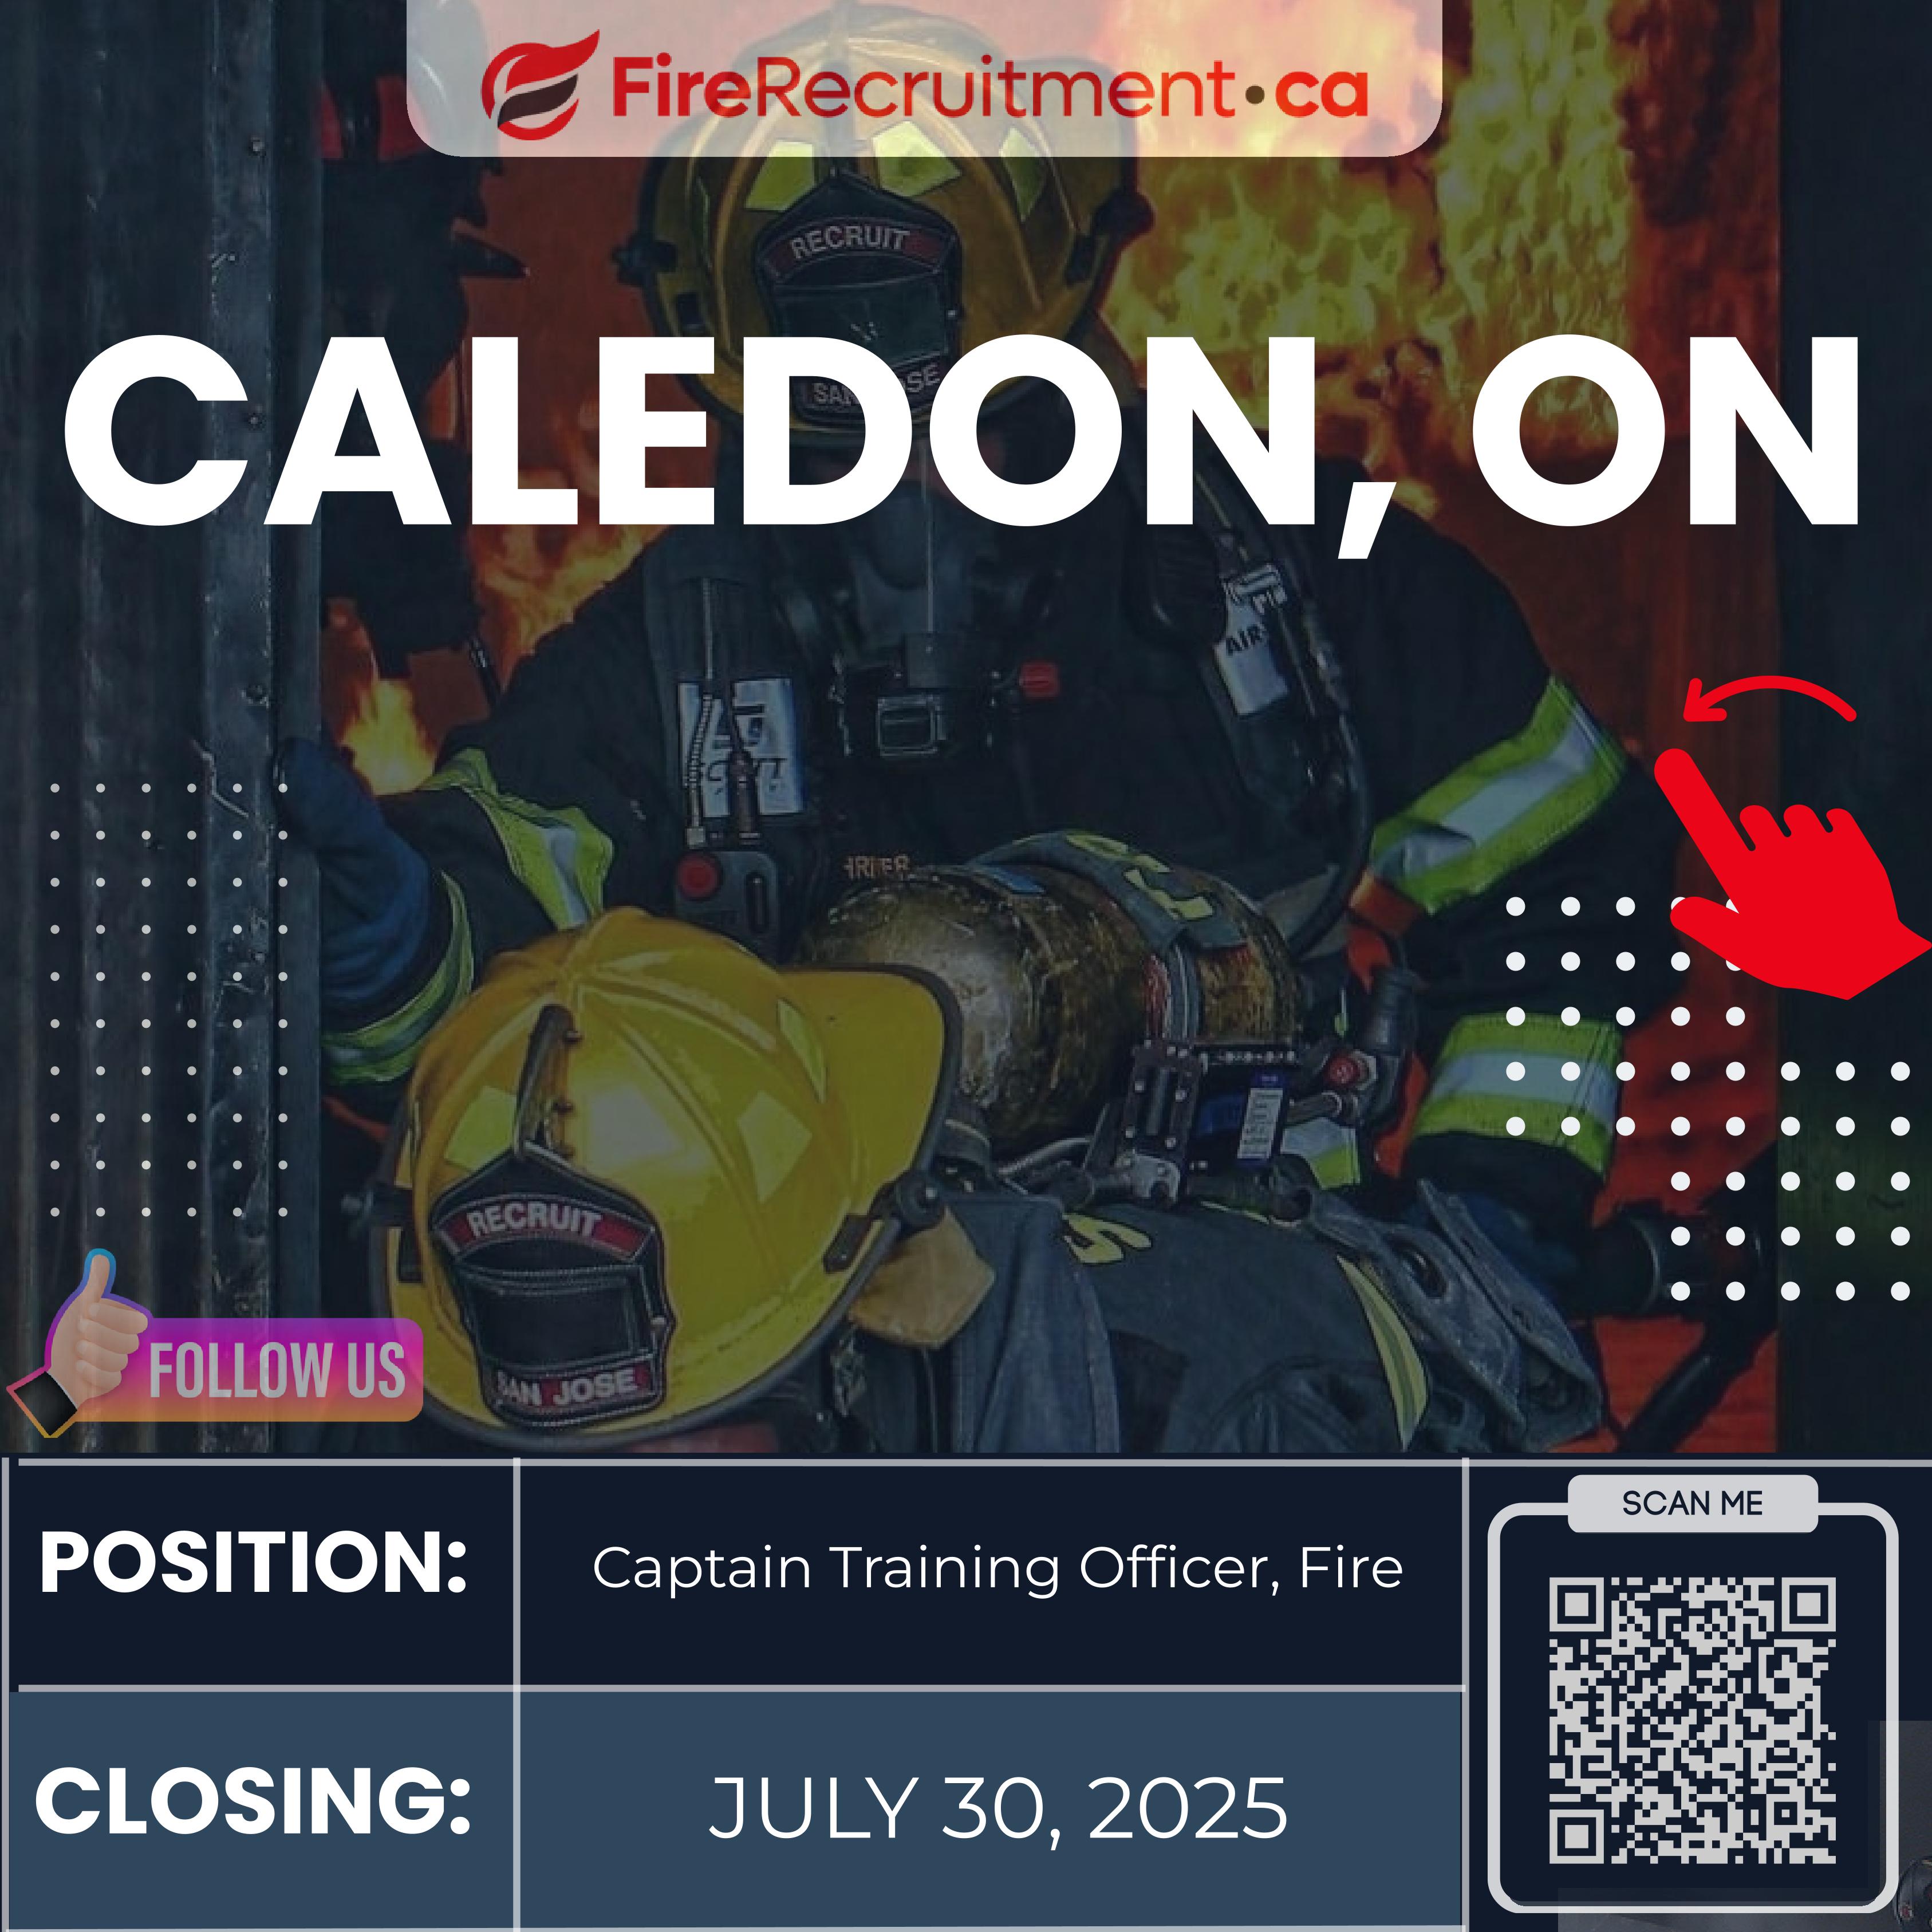 FireRecruitment.ca
RECRUIT
CALEDON, ON
AIR
RECRUIT
SAN JOSE
FOLLOW US
SCAN ME
POSITION:
Captain Training Officer, Fire
CLOSING:
JULY 30, 2025